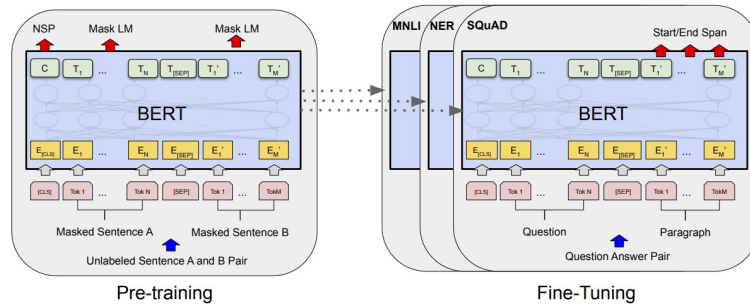 NSP Mask LM Mask LM
C T1 ... TN T[SEP] T1' ... TM'
BERT
E[CLS] E1 ... EN E[SEP] E1' ... EM'
[CLS] Tok 1 ... Tok N [SEP] Tok 1 ... TokM
Masked Sentence A Masked Sentence B
Unlabeled Sentence A and B Pair
Pre-training
MNLI NER SQuAD
Start/End Span
C T1 ... TN T[SEP] T1' ... TM'
BERT
E[CLS] E1 ... EN E[SEP] E1' ... EM'
[CLS] Tok 1 ... Tok N [SEP] Tok 1 ... TokM
Question Paragraph
Question Answer Pair
Fine-Tuning